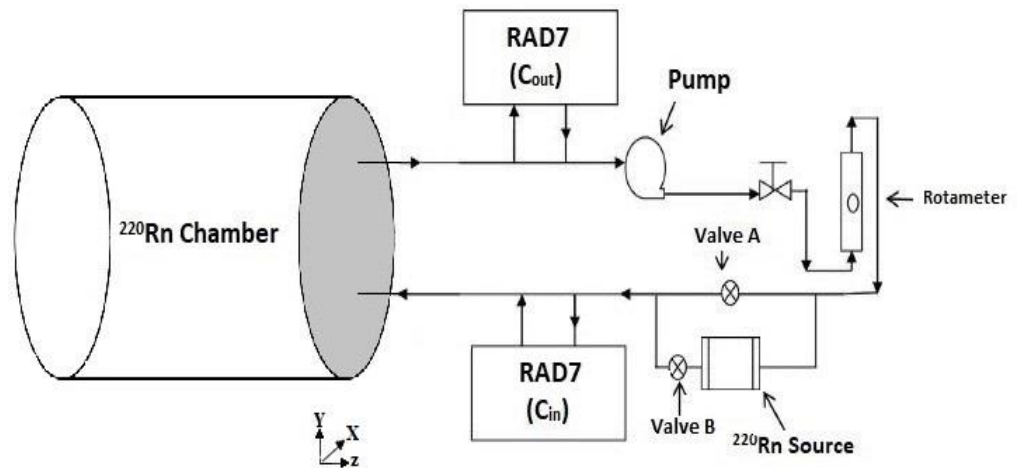 RAD7
(Cout)
Pump
Rotameter
²²⁰Rn Chamber
Valve A
RAD7
(Cin)
Valve B
²²⁰Rn Source
Y
X
z